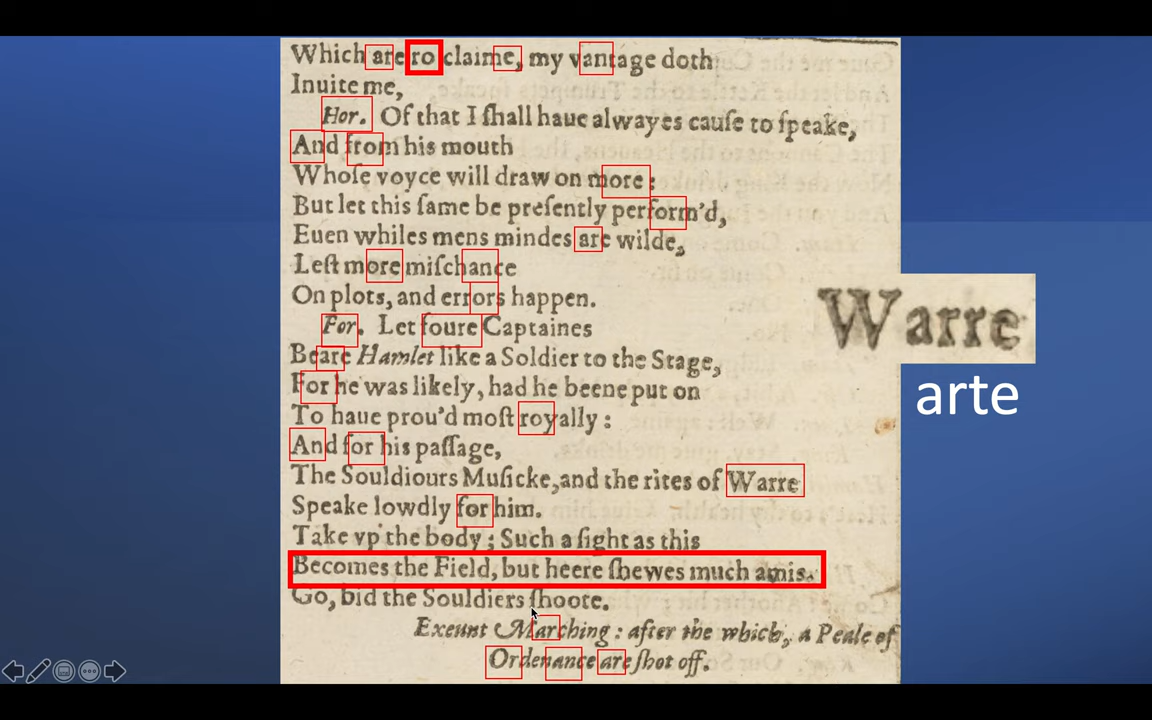 Which are ro claime, my vantage doth
Inuite me,
Hor. Of that I ſhall haue alwayes cauſe to ſpeake,
And from his mouth
Whoſe voyce will draw on more:
But let this ſame be preſently perform'd,
Euen whiles mens mindes are wilde,
Leſt more miſchance
On plots, and errors happen.
For. Let foure Captaines
Beare Hamlet like a Soldier to the Stage,
For he was likely, had he beene put on
To haue prou'd moſt royally:
And for his paſſage,
The Souldiours Muſicke, and the rites of Warre
Speake lowdly for him.
Take vp the body; Such a ſight as this
Becomes the Field, but heere ſhewes much amis.
Go, bid the Souldiers ſhoote.
Exeunt Marching: after the which, a Peale of
Ordenance are ſhot off.
Warre
arte